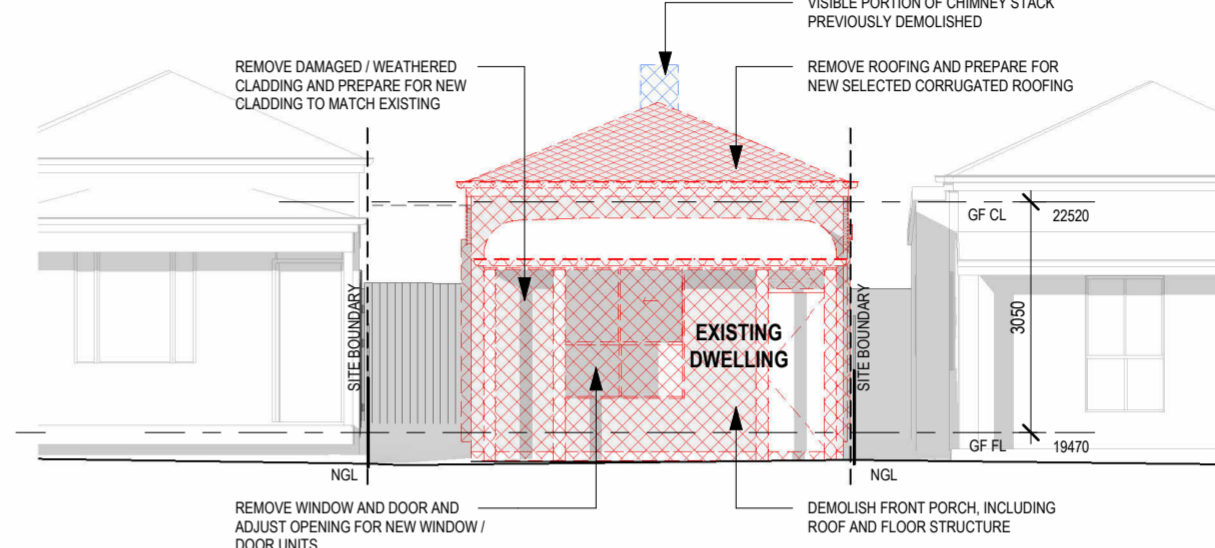 VISIBLE PORTION OF CHIMNEY STACK
PREVIOUSLY DEMOLISHED
REMOVE DAMAGED / WEATHERED
CLADDING AND PREPARE FOR NEW
CLADDING TO MATCH EXISTING
REMOVE ROOFING AND PREPARE FOR
NEW SELECTED CORRUGATED ROOFING
GF CL 22520
SITE BOUNDARY
EXISTING
DWELLING
SITE BOUNDARY
3050
GF FL 19470
NGL
NGL
REMOVE WINDOW AND DOOR AND
ADJUST OPENING FOR NEW WINDOW /
DOOR UNITS
DEMOLISH FRONT PORCH, INCLUDING
ROOF AND FLOOR STRUCTURE